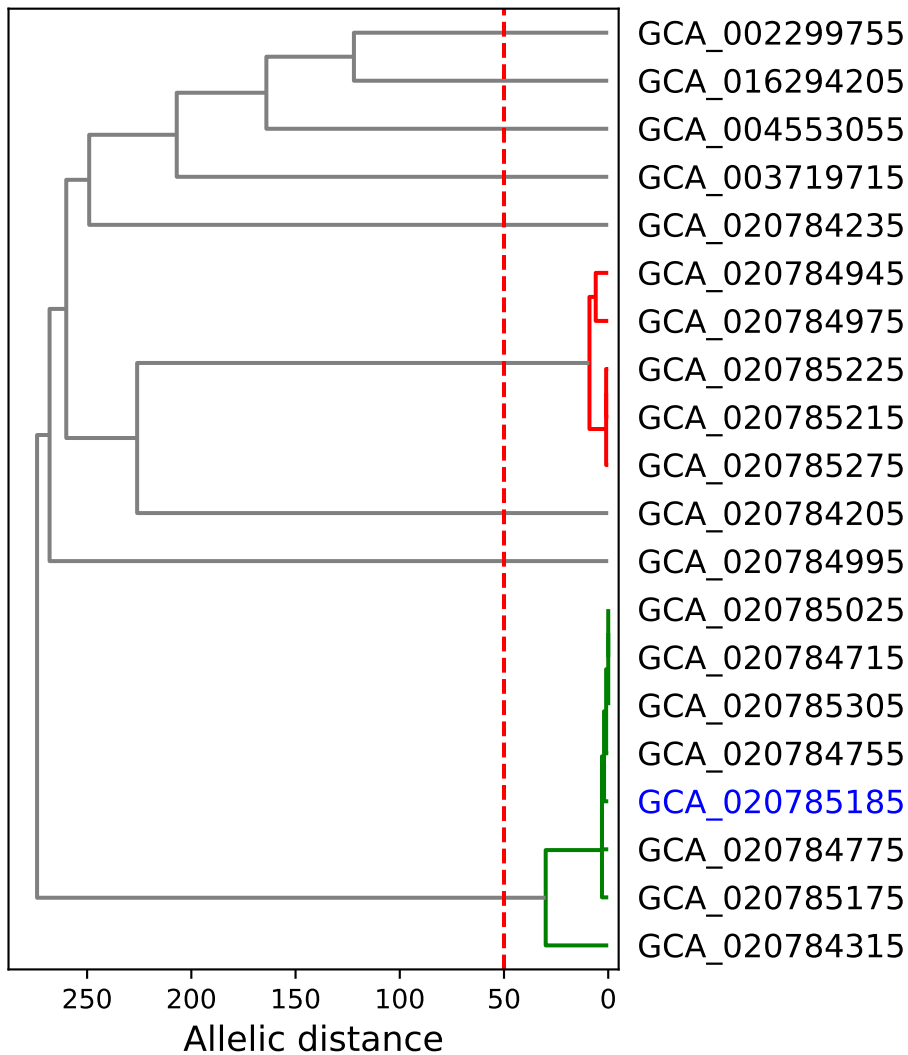 GCA_002299755
GCA_016294205
GCA_004553055
GCA_003719715
GCA_020784235
GCA_020784945
GCA_020784975
GCA_020785225
GCA_020785215
GCA_020785275
GCA_020784205
GCA_020784995
GCA_020785025
GCA_020784715
GCA_020785305
GCA_020784755
GCA_020785185
GCA_020784775
GCA_020785175
GCA_020784315
250 200 150 100 50 0
Allelic distance